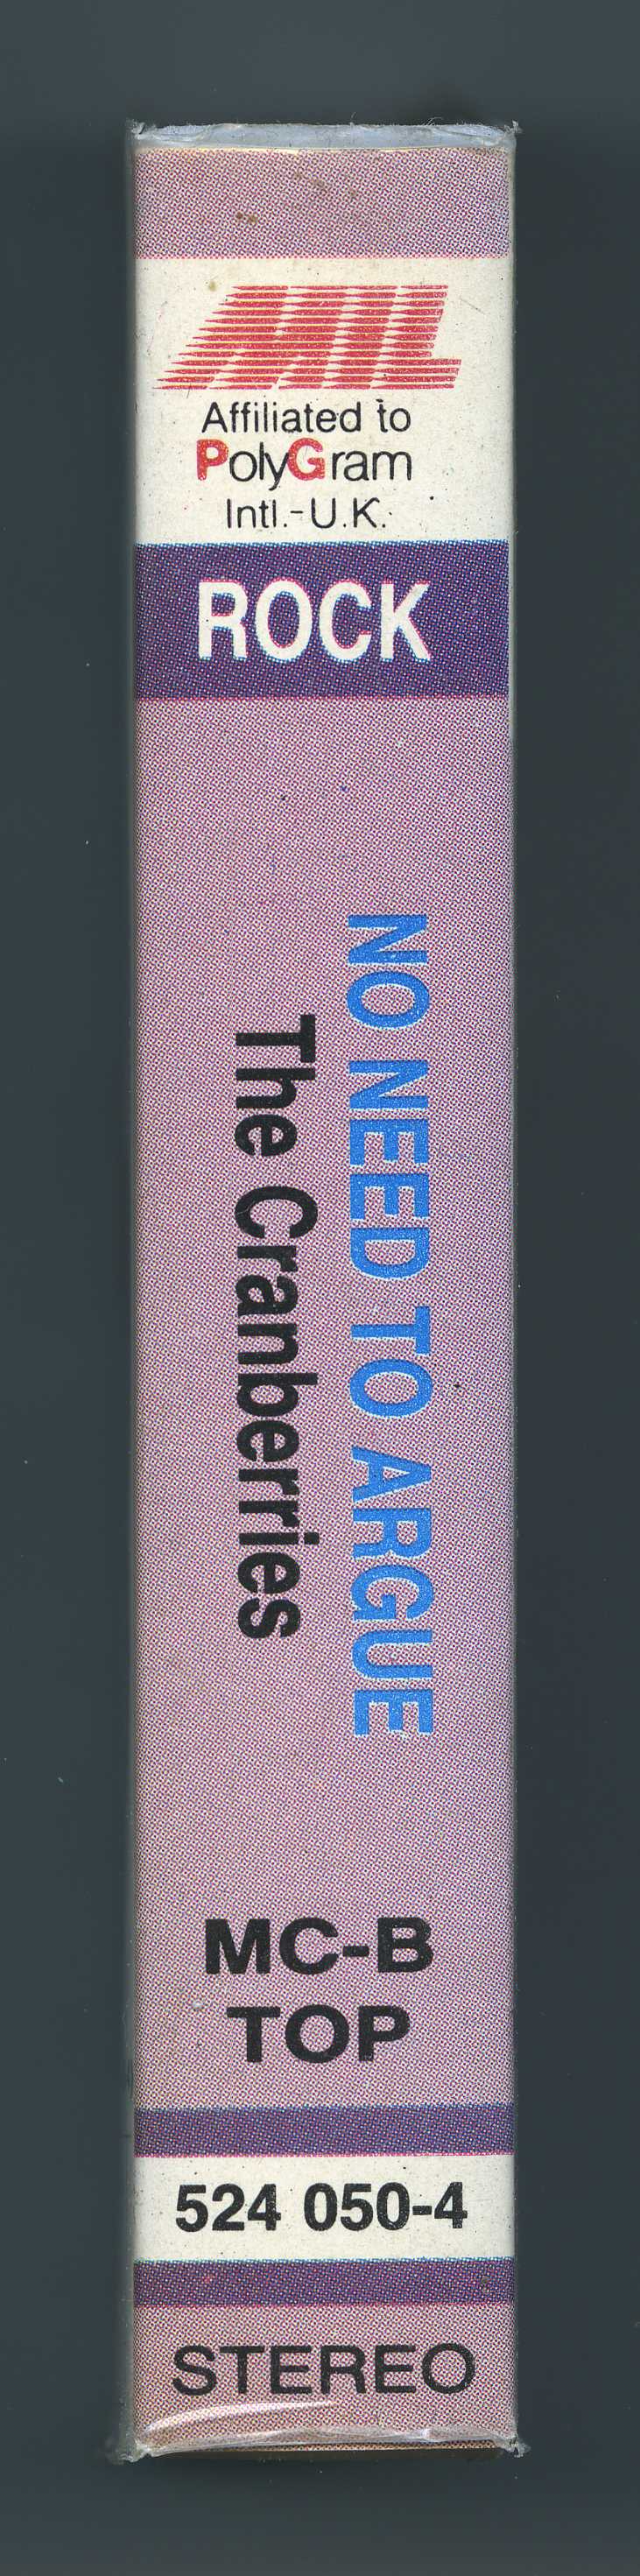 MIL
Affiliated to
PolyGram
Intl.-U.K.
ROCK
NO NEED TO ARGUE
The Cranberries
MC-B
TOP
524 050-4
STEREO